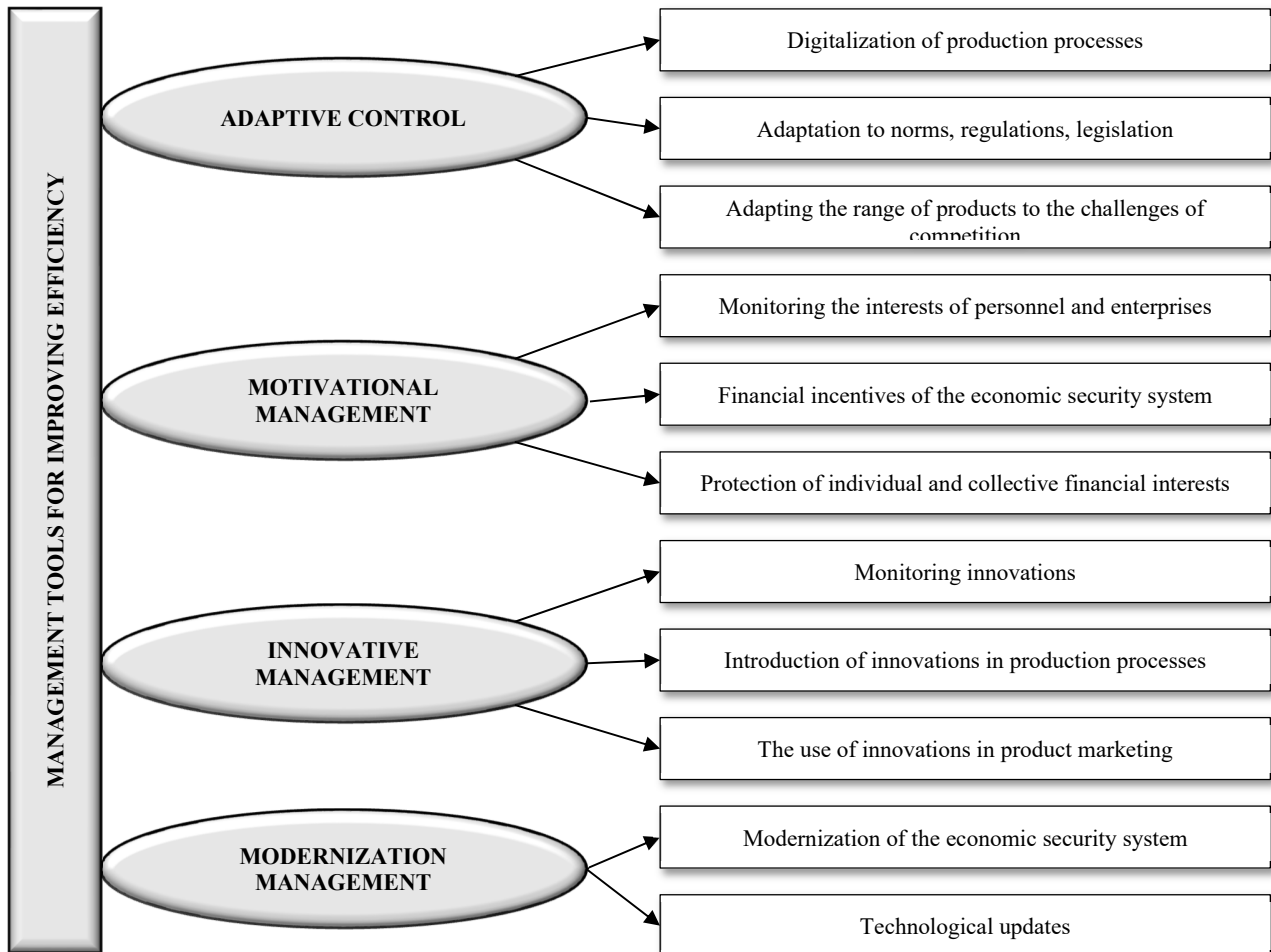 MANAGEMENT TOOLS FOR IMPROVING EFFICIENCY
ADAPTIVE CONTROL
Digitalization of production processes
Adaptation to norms, regulations, legislation
Adapting the range of products to the challenges of
competition
MOTIVATIONAL
MANAGEMENT
Monitoring the interests of personnel and enterprises
Financial incentives of the economic security system
Protection of individual and collective financial interests
INNOVATIVE
MANAGEMENT
Monitoring innovations
Introduction of innovations in production processes
The use of innovations in product marketing
MODERNIZATION
MANAGEMENT
Modernization of the economic security system
Technological updates